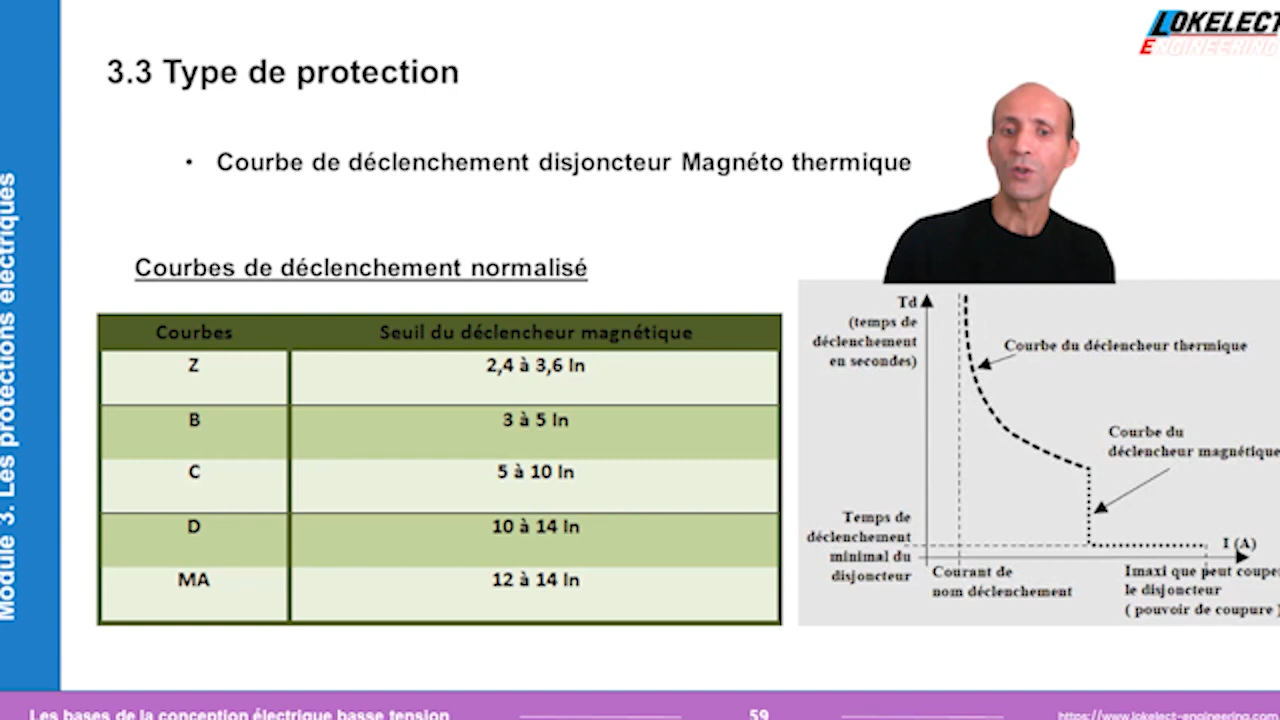 LOKELECT
ENGINEERING
3.3 Type de protection
• Courbe de déclenchement disjoncteur Magnéto thermique
Module 3. Les protections électriques
Courbes de déclenchement normalisé
Courbes Seuil du déclencheur magnétique
Z 2,4 à 3,6 In
B 3 à 5 In
C 5 à 10 In
D 10 à 14 In
MA 12 à 14 In
Td
(temps de
déclenchement
en secondes)
Courbe du déclencheur thermique
Courbe du
déclencheur magnétique
Temps de
déclenchement
minimal du
disjoncteur
I (A)
Courant de
nom déclenchement
Imaxi que peut coupe
le disjoncteur
( pouvoir de coupure )
Les bases de la conception électrique basse tension
59
https://www.lokelect-engineering.com